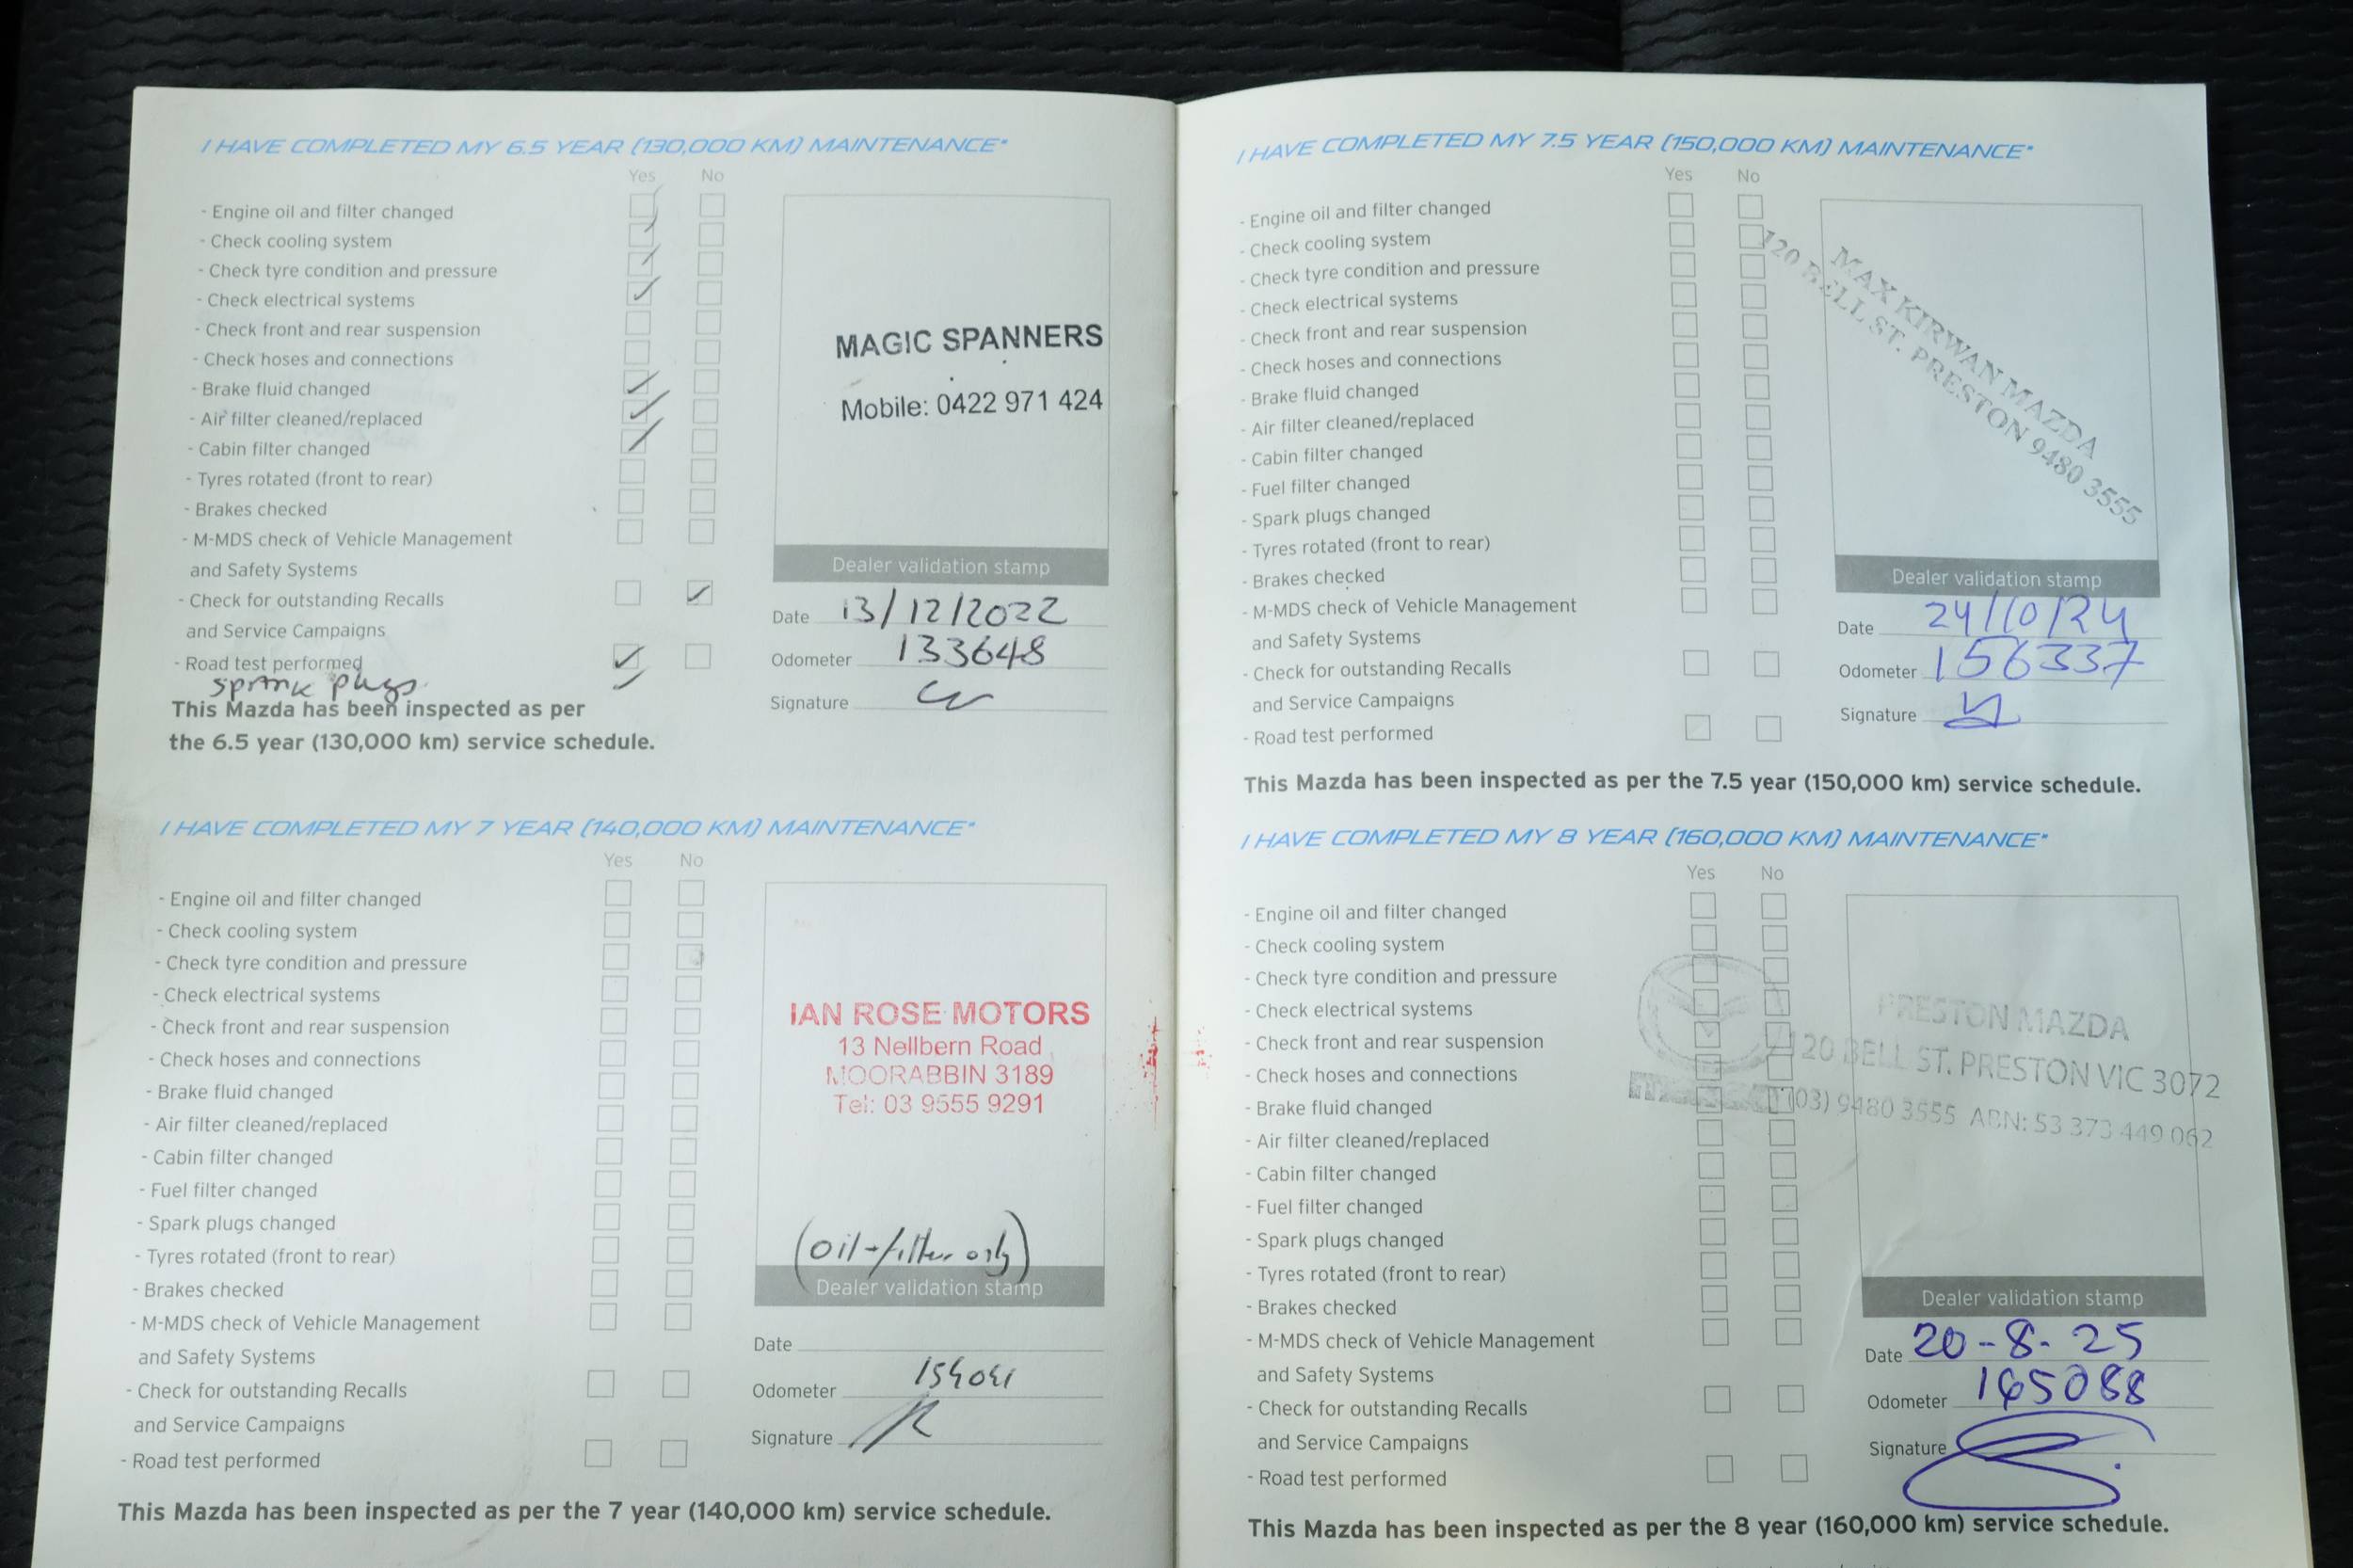 I HAVE COMPLETED MY 6.5 YEAR (130,000 KM) MAINTENANCE*
Yes No
- Engine oil and filter changed
- Check cooling system
- Check tyre condition and pressure
- Check electrical systems
- Check front and rear suspension
- Check hoses and connections
- Brake fluid changed
- Air filter cleaned/replaced
- Cabin filter changed
- Tyres rotated (front to rear)
- Brakes checked
- M-MDS check of Vehicle Management
and Safety Systems
- Check for outstanding Recalls
and Service Campaigns
- Road test performed
spark plugs
This Mazda has been inspected as per
the 6.5 year (130,000 km) service schedule.
MAGIC SPANNERS
Mobile: 0422 971 424
Dealer validation stamp
Date 13/12/2022
Odometer 133648
Signature
I HAVE COMPLETED MY 7 YEAR (140,000 KM) MAINTENANCE*
Yes No
- Engine oil and filter changed
- Check cooling system
- Check tyre condition and pressure
- Check electrical systems
- Check front and rear suspension
- Check hoses and connections
- Brake fluid changed
- Air filter cleaned/replaced
- Cabin filter changed
- Fuel filter changed
- Spark plugs changed
- Tyres rotated (front to rear)
- Brakes checked
- M-MDS check of Vehicle Management
and Safety Systems
- Check for outstanding Recalls
and Service Campaigns
- Road test performed
This Mazda has been inspected as per the 7 year (140,000 km) service schedule.
IAN ROSE MOTORS
13 Nellbern Road
MOORABBIN 3189
Tel: 03 9555 9291
(oil + filter only)
Dealer validation stamp
Date
Odometer
Signature
I HAVE COMPLETED MY 7.5 YEAR (150,000 KM) MAINTENANCE*
Yes No
- Engine oil and filter changed
- Check cooling system
- Check tyre condition and pressure
- Check electrical systems
- Check front and rear suspension
- Check hoses and connections
- Brake fluid changed
- Air filter cleaned/replaced
- Cabin filter changed
- Fuel filter changed
- Spark plugs changed
- Tyres rotated (front to rear)
- Brakes checked
- M-MDS check of Vehicle Management
and Safety Systems
- Check for outstanding Recalls
and Service Campaigns
- Road test performed
This Mazda has been inspected as per the 7.5 year (150,000 km) service schedule.
MAX KIRWAN MAZDA
120 BELL ST. PRESTON 9480 3555
Dealer validation stamp
Date 24/10/24
Odometer 156337
Signature
I HAVE COMPLETED MY 8 YEAR (160,000 KM) MAINTENANCE*
Yes No
- Engine oil and filter changed
- Check cooling system
- Check tyre condition and pressure
- Check electrical systems
- Check front and rear suspension
- Check hoses and connections
- Brake fluid changed
- Air filter cleaned/replaced
- Cabin filter changed
- Fuel filter changed
- Spark plugs changed
- Tyres rotated (front to rear)
- Brakes checked
- M-MDS check of Vehicle Management
and Safety Systems
- Check for outstanding Recalls
and Service Campaigns
- Road test performed
This Mazda has been inspected as per the 8 year (160,000 km) service schedule.
PRESTON MAZDA
120 BELL ST. PRESTON VIC 3072
(03) 9480 3555 ABN: 53 373 449 062
Dealer validation stamp
Date 20-8-25
Odometer 165088
Signature